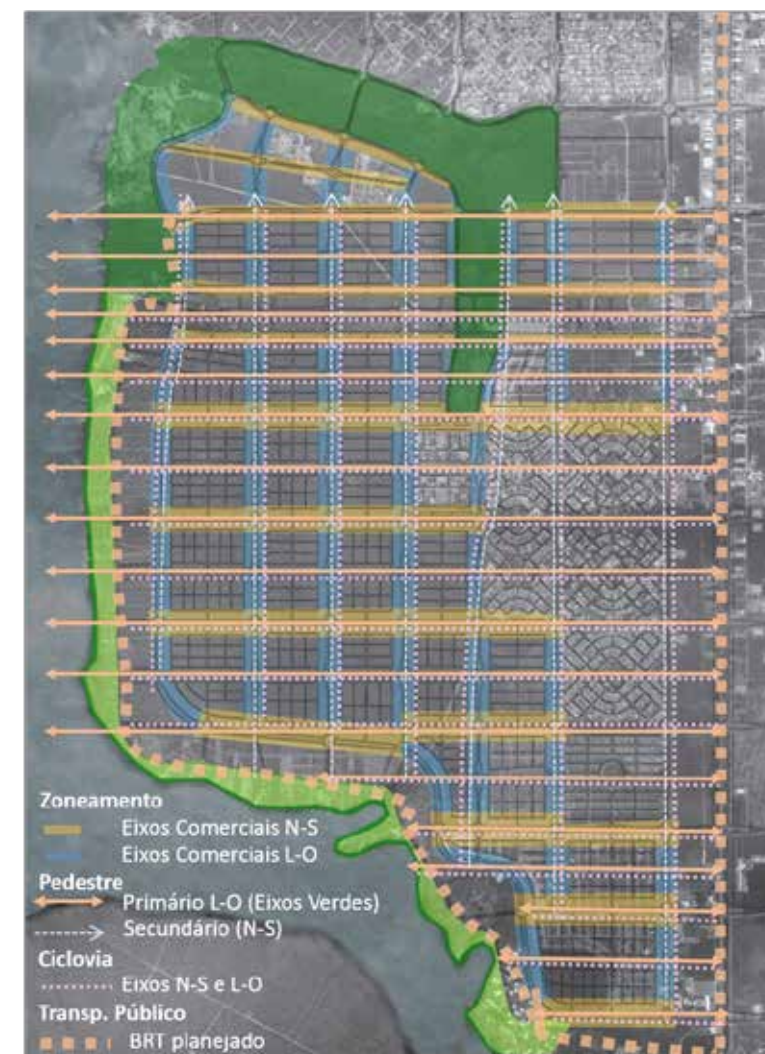 Zoneamento
Eixos Comerciais N-S
Eixos Comerciais L-O
Pedestre
Primário L-O (Eixos Verdes)
Secundário (N-S)
Ciclovia
Eixos N-S e L-O
Transp. Público
BRT planejado